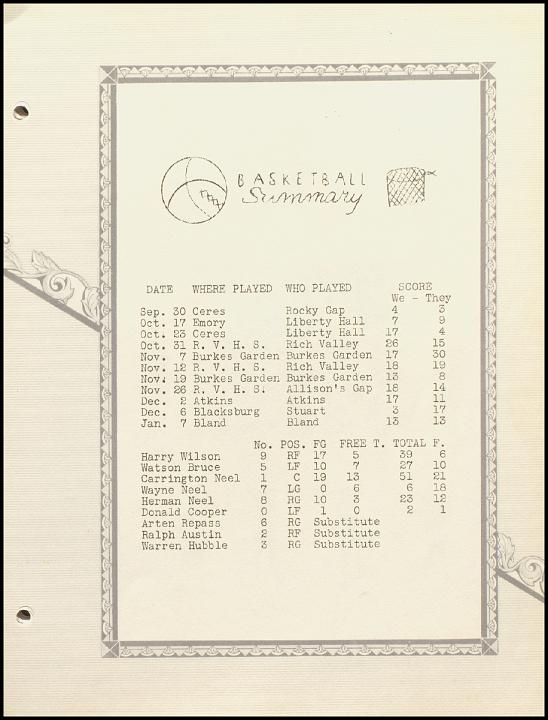 BASKETBALL
Summary
DATE WHERE PLAYED WHO PLAYED SCORE
We - They
Sep. 30 Ceres Rocky Gap 4 3
Oct. 17 Emory Liberty Hall 7 9
Oct. 23 Ceres Liberty Hall 17 4
Oct. 31 R. V. H. S. Rich Valley 26 15
Nov. 7 Burkes Garden Burkes Garden 17 30
Nov. 12 R. V. H. S. Rich Valley 18 19
Nov. 19 Burkes Garden Burkes Garden 13 8
Nov. 26 R. V. H. S. Allison's Gap 18 14
Dec. 2 Atkins Atkins 17 11
Dec. 6 Blacksburg Stuart 3 17
Jan. 7 Bland Bland 13 13
No. POS. FG FREE T. TOTAL F.
Harry Wilson 9 RF 17 5 39 6
Watson Bruce 5 LF 10 7 27 10
Carrington Neel 1 C 19 13 51 21
Wayne Neel 7 LG 0 6 6 18
Herman Neel 8 RG 10 3 23 12
Donald Cooper 0 LF 1 0 2 1
Arten Repass 6 RG Substitute
Ralph Austin 2 RF Substitute
Warren Hubble 3 RG Substitute